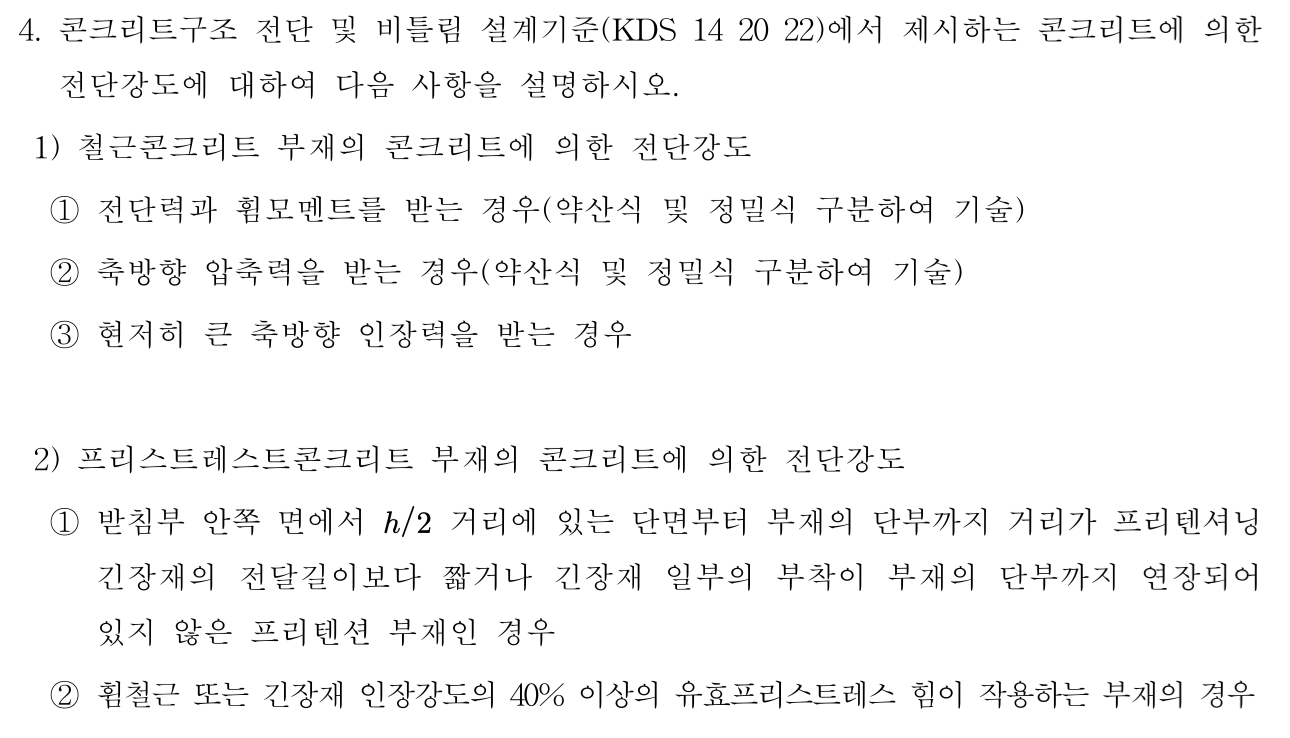 4. 콘크리트구조 전단 및 비틀림 설계기준(KDS 14 20 22)에서 제시하는 콘크리트에 의한
전단강도에 대하여 다음 사항을 설명하시오.
1) 철근콘크리트 부재의 콘크리트에 의한 전단강도
① 전단력과 휨모멘트를 받는 경우(약산식 및 정밀식 구분하여 기술)
② 축방향 압축력을 받는 경우(약산식 및 정밀식 구분하여 기술)
③ 현저히 큰 축방향 인장력을 받는 경우
2) 프리스트레스트콘크리트 부재의 콘크리트에 의한 전단강도
① 받침부 안쪽 면에서 h/2 거리에 있는 단면부터 부재의 단부까지 거리가 프리텐셔닝
긴장재의 전달길이보다 짧거나 긴장재 일부의 부착이 부재의 단부까지 연장되어
있지 않은 프리텐션 부재인 경우
② 휨철근 또는 긴장재 인장강도의 40% 이상의 유효프리스트레스 힘이 작용하는 부재의 경우